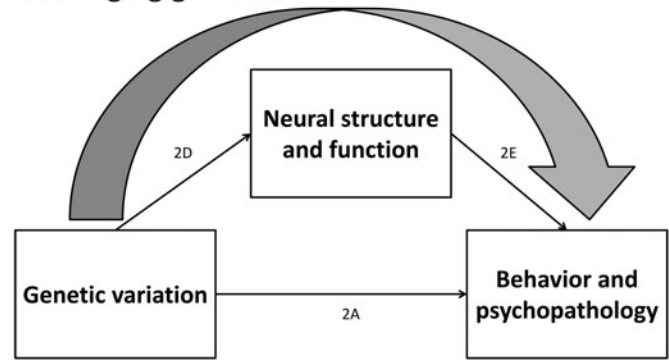 Neural structure
and function
2D
2E
Genetic variation
Behavior and
psychopathology
2A